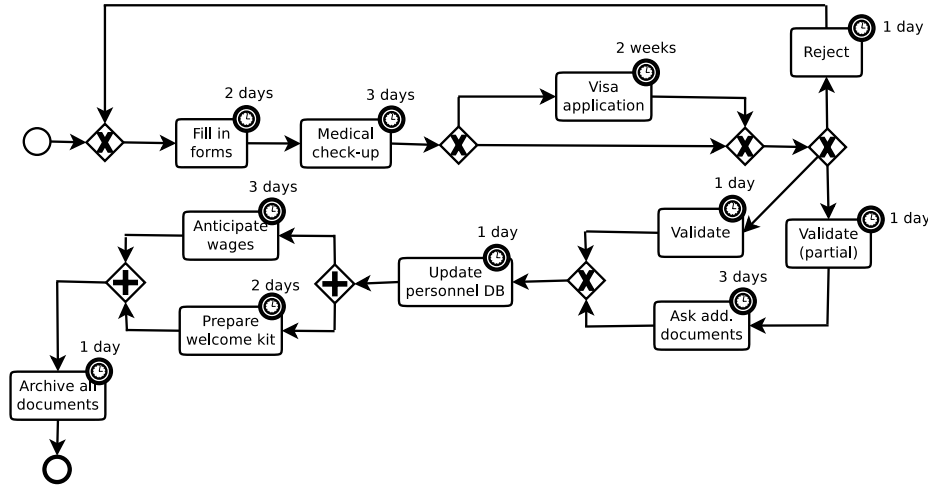 1 day
Reject
2 weeks
Visa
application
2 days
Fill in
forms
3 days
Medical
check-up
X
X
X
X
3 days
Anticipate
wages
1 day
Update
personnel DB
1 day
Validate
1 day
Validate
(partial)
X
2 days
Prepare
welcome kit
3 days
Ask add.
documents
1 day
Archive all
documents